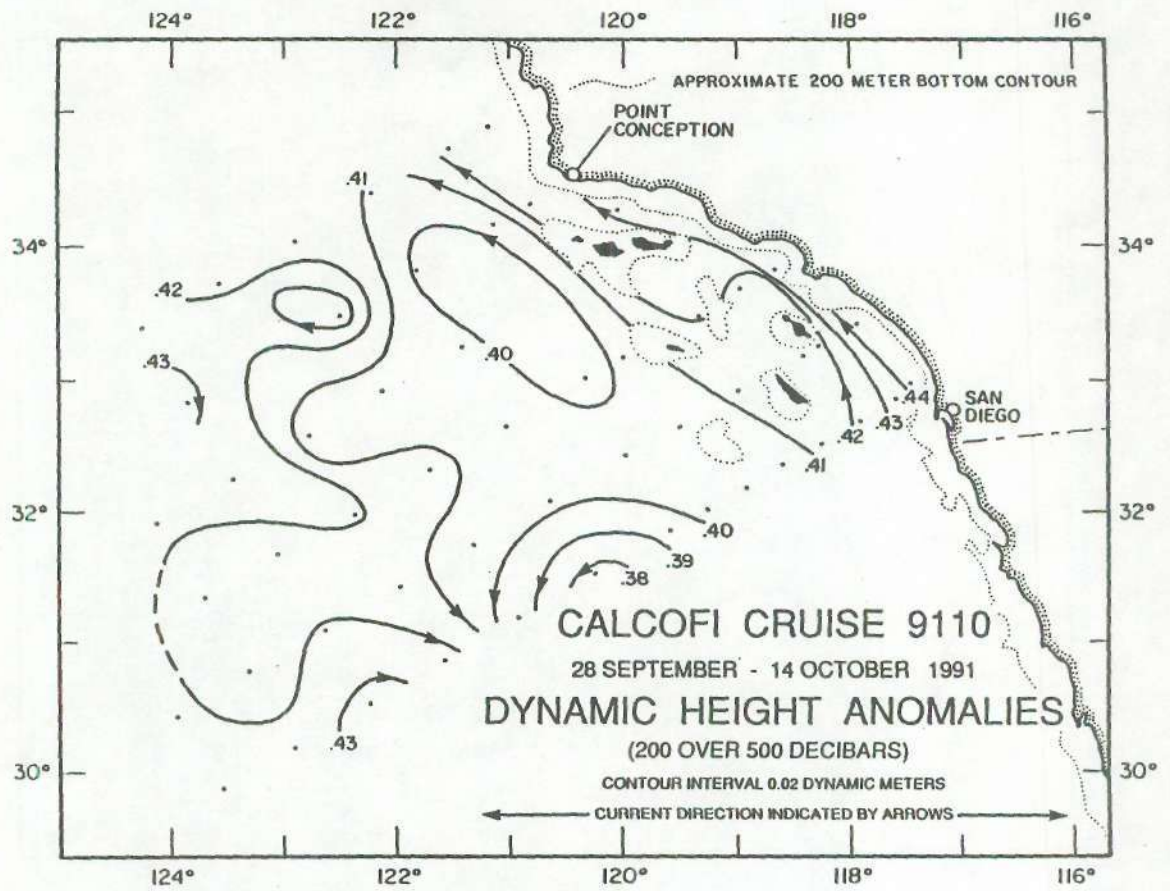 124° 122° 120° 118° 116°
APPROXIMATE 200 METER BOTTOM CONTOUR
POINT
CONCEPTION
.41
34° 34°
.42
.43
.40
.44
SAN
DIEGO
.43
.42
.41
32° 32°
.40
.39
.38
CALCOFI CRUISE 9110
28 SEPTEMBER - 14 OCTOBER 1991
DYNAMIC HEIGHT ANOMALIES
(200 OVER 500 DECIBARS)
.43
30° 30°
CONTOUR INTERVAL 0.02 DYNAMIC METERS
CURRENT DIRECTION INDICATED BY ARROWS
124° 122° 120° 118° 116°